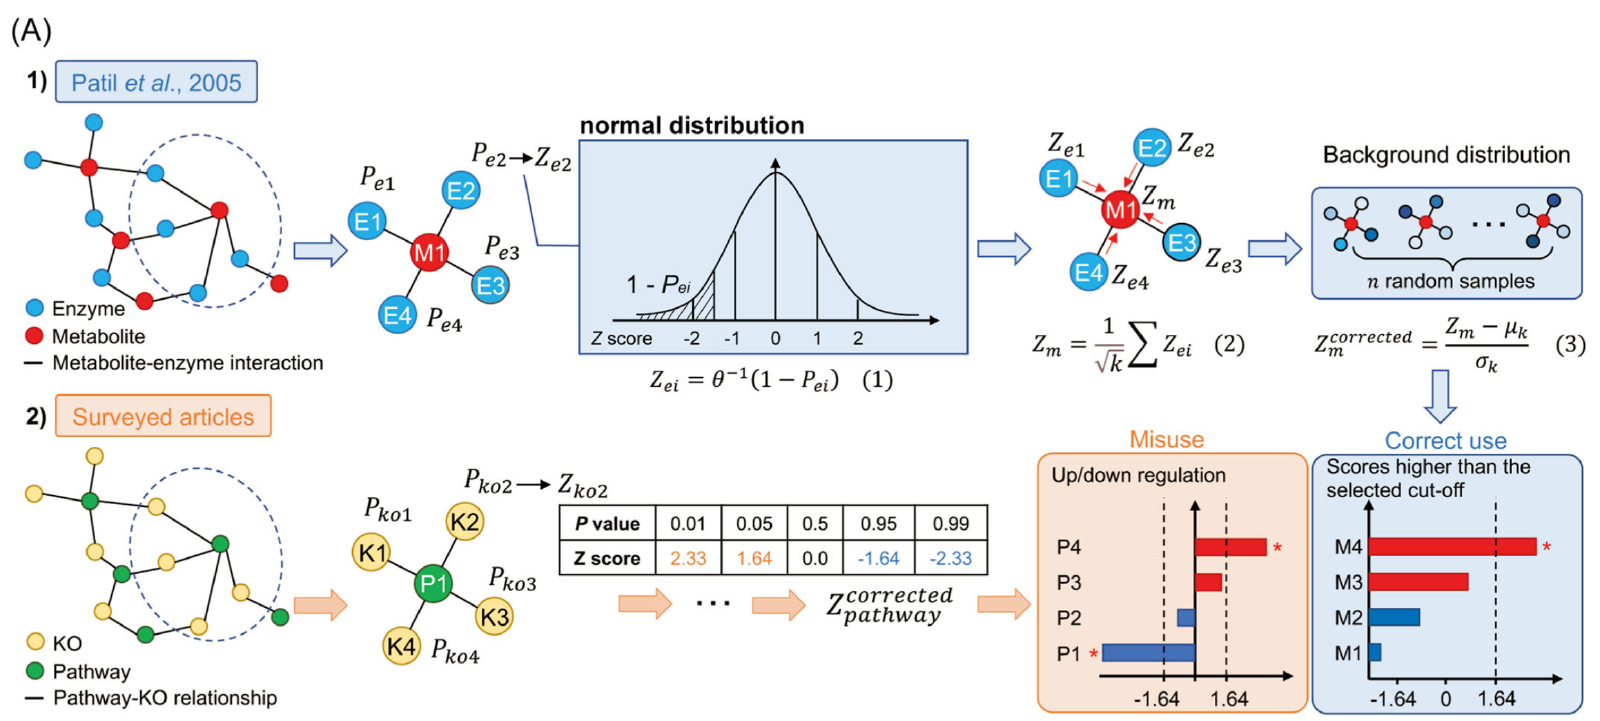 (A)
1) Patil et al., 2005
Enzyme
Metabolite
Metabolite-enzyme interaction
P_{e1}
P_{e2} → Z_{e2}
P_{e3}
P_{e4}
E1
E2
M1
E3
E4
normal distribution
1 - P_{ei}
Z score -2 -1 0 1 2
Z_{ei} = θ^{-1}(1 - P_{ei}) (1)
Z_{e1}
Z_{e2}
Z_m
Z_{e3}
Z_{e4}
E1
E2
M1
E3
E4
Z_m = \frac{1}{\sqrt{k}} ∑ Z_{ei} (2)
Background distribution
...
n random samples
Z_m^{corrected} = \frac{Z_m - μ_k}{σ_k} (3)
2) Surveyed articles
KO
Pathway
Pathway-KO relationship
P_{ko1}
P_{ko2} → Z_{ko2}
P_{ko3}
P_{ko4}
K1
K2
P1
K3
K4
P value 0.01 0.05 0.5 0.95 0.99
Z score 2.33 1.64 0.0 -1.64 -2.33
...
Z_{pathway}^{corrected}
Misuse
Up/down regulation
P4 *
P3
P2
P1 *
-1.64 1.64
Correct use
Scores higher than the
selected cut-off
M4 *
M3
M2
M1
-1.64 0 1.64